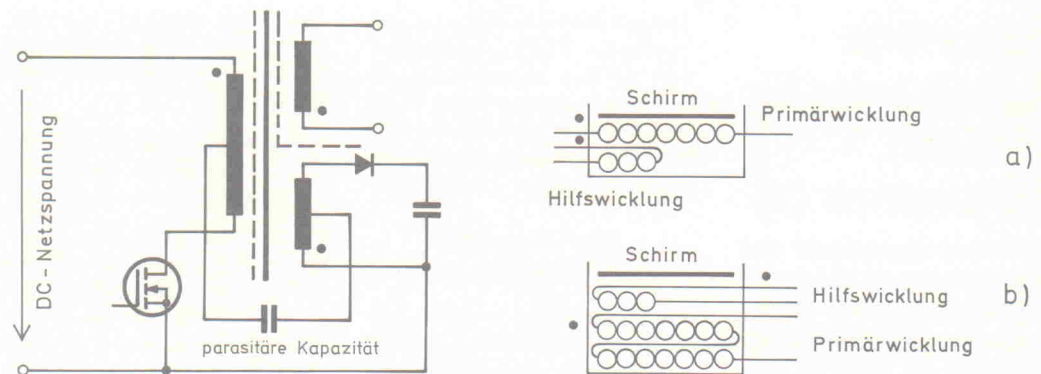 DC-Netzspannung
parasitäre Kapazität
Schirm
Primärwicklung
a)
Hilfswicklung
Schirm
Hilfswicklung
b)
Primärwicklung